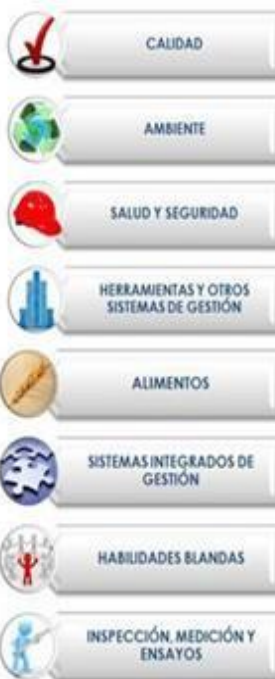 CALIDAD
AMBIENTE
SALUD Y SEGURIDAD
HERRAMIENTAS Y OTROS
SISTEMAS DE GESTIÓN
ALIMENTOS
SISTEMAS INTEGRADOS DE
GESTIÓN
HABILIDADES BLANDAS
INSPECCIÓN, MEDICIÓN Y
ENSAYOS